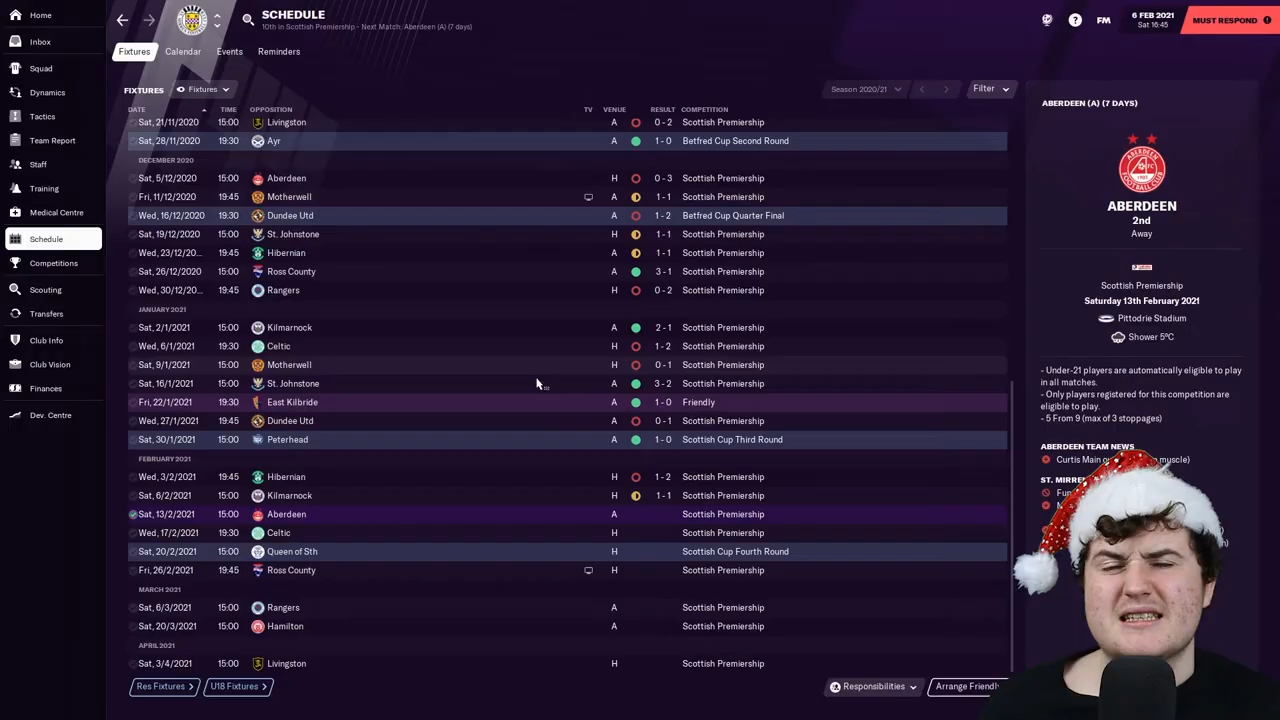 Home
Inbox
Squad
Dynamics
Tactics
Team Report
Staff
Training
Medical Centre
Schedule
Competitions
Scouting
Transfers
Club Info
Club Vision
Finances
Dev. Centre
SCHEDULE
10th in Scottish Premiership - Next Match: Aberdeen (A) (7 days)
FM
6 FEB 2021
Sat 16:45
MUST RESPOND
Fixtures Calendar Events Reminders
FIXTURES Fixtures Season 2020/21 Filter
DATE TIME OPPOSITION TV VENUE RESULT COMPETITION
Sat, 21/11/2020 15:00 Livingston A 0 - 2 Scottish Premiership
Sat, 28/11/2020 19:30 Ayr A 1 - 0 Betfred Cup Second Round
DECEMBER 2020
Sat, 5/12/2020 15:00 Aberdeen H 0 - 3 Scottish Premiership
Fri, 11/12/2020 19:45 Motherwell A 1 - 1 Scottish Premiership
Wed, 16/12/2020 19:30 Dundee Utd A 1 - 2 Betfred Cup Quarter Final
Sat, 19/12/2020 15:00 St. Johnstone H 1 - 1 Scottish Premiership
Wed, 23/12/20... 19:45 Hibernian A 1 - 1 Scottish Premiership
Sat, 26/12/2020 15:00 Ross County A 3 - 1 Scottish Premiership
Wed, 30/12/20... 19:45 Rangers H 0 - 2 Scottish Premiership
JANUARY 2021
Sat, 2/1/2021 15:00 Kilmarnock A 2 - 1 Scottish Premiership
Wed, 6/1/2021 19:30 Celtic H 1 - 2 Scottish Premiership
Sat, 9/1/2021 15:00 Motherwell H 0 - 1 Scottish Premiership
Sat, 16/1/2021 15:00 St. Johnstone A 3 - 2 Scottish Premiership
Fri, 22/1/2021 19:30 East Kilbride A 1 - 0 Friendly
Wed, 27/1/2021 19:45 Dundee Utd A 0 - 1 Scottish Premiership
Sat, 30/1/2021 15:00 Peterhead A 1 - 0 Scottish Cup Third Round
FEBRUARY 2021
Wed, 3/2/2021 19:45 Hibernian H 1 - 2 Scottish Premiership
Sat, 6/2/2021 15:00 Kilmarnock H 1 - 1 Scottish Premiership
Sat, 13/2/2021 15:00 Aberdeen A Scottish Premiership
Wed, 17/2/2021 19:30 Celtic H Scottish Premiership
Sat, 20/2/2021 15:00 Queen of Sth H Scottish Cup Fourth Round
Fri, 26/2/2021 19:45 Ross County H Scottish Premiership
MARCH 2021
Sat, 6/3/2021 15:00 Rangers A Scottish Premiership
Sat, 20/3/2021 15:00 Hamilton A Scottish Premiership
APRIL 2021
Sat, 3/4/2021 15:00 Livingston H Scottish Premiership
Res Fixtures U18 Fixtures Responsibilities Arrange Friendly
ABERDEEN (A) (7 DAYS)
ABERDEEN
2nd
Away
Scottish Premiership
Saturday 13th February 2021
Pittodrie Stadium
Shower 5°C
- Under-21 players are automatically eligible to play
in all matches.
- Only players registered for this competition are
eligible to play.
- 5 From 9 (max of 3 stoppages)
ABERDEEN TEAM NEWS
Curtis Main muscle)
ST. MIRREN